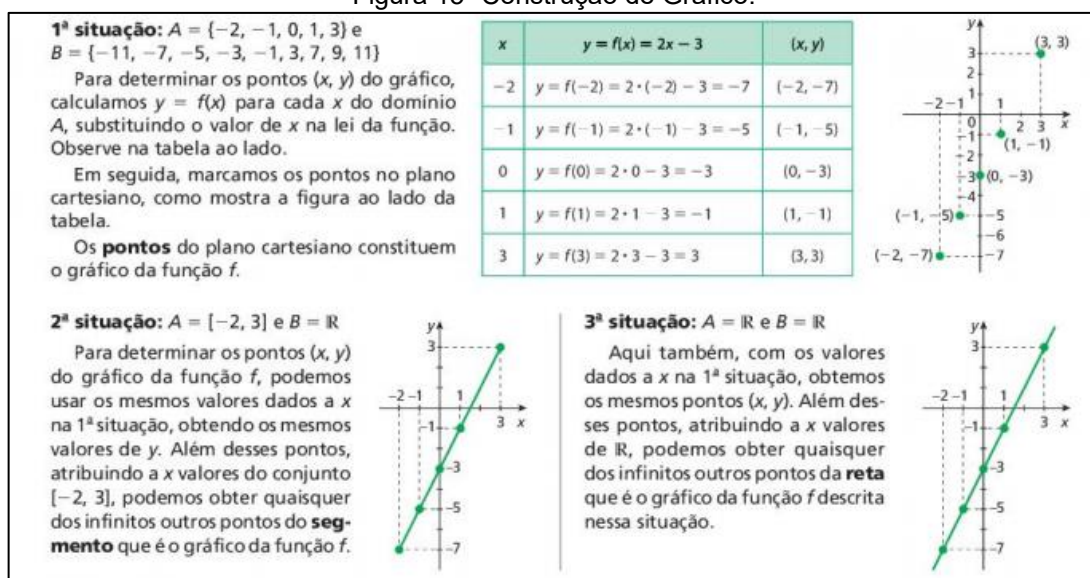 Figura 18- Construção do Gráfico.
1ª situação: A = {−2, −1, 0, 1, 3} e
B = {−11, −7, −5, −3, −1, 3, 7, 9, 11}
Para determinar os pontos (x, y) do gráfico,
calculamos y = f(x) para cada x do domínio
A, substituindo o valor de x na lei da função.
Observe na tabela ao lado.
Em seguida, marcamos os pontos no plano
cartesiano, como mostra a figura ao lado da
tabela.
Os pontos do plano cartesiano constituem
o gráfico da função f.
x y = f(x) = 2x − 3 (x, y)
−2 y = f(−2) = 2 • (−2) − 3 = −7 (−2, −7)
−1 y = f(−1) = 2 • (−1) − 3 = −5 (−1, −5)
0 y = f(0) = 2 • 0 − 3 = −3 (0, −3)
1 y = f(1) = 2 • 1 − 3 = −1 (1, −1)
3 y = f(3) = 2 • 3 − 3 = 3 (3, 3)
y
3 (3, 3)
2
−2 −1 1 1
0 2 3 x
−1 (1, −1)
−2
−3 (0, −3)
−4
(−1, −5) −5
−6
(−2, −7) −7
2ª situação: A = [−2, 3] e B = ℝ
Para determinar os pontos (x, y)
do gráfico da função f, podemos
usar os mesmos valores dados a x
na 1ª situação, obtendo os mesmos
valores de y. Além desses pontos,
atribuindo a x valores do conjunto
[−2, 3], podemos obter quaisquer
dos infinitos outros pontos do seg-
mento que é o gráfico da função f.
y
3
−2 −1 1
3 x
−1
−3
−5
−7
3ª situação: A = ℝ e B = ℝ
Aqui também, com os valores
dados a x na 1ª situação, obtemos
os mesmos pontos (x, y). Além des-
ses pontos, atribuindo a x valores
de ℝ, podemos obter quaisquer
dos infinitos outros pontos da reta
que é o gráfico da função f descrita
nessa situação.
y
3
−2 −1 1
3 x
−1
−3
−5
−7